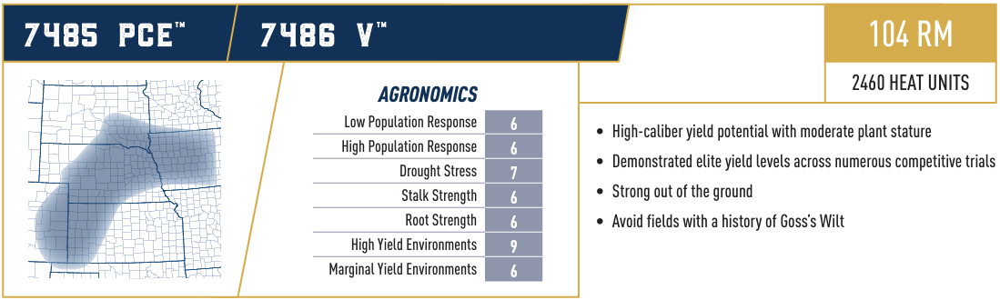 7485 PCE™ 7486 V™
104 RM
2460 HEAT UNITS
AGRONOMICS
Low Population Response 6
High Population Response 6
Drought Stress 7
Stalk Strength 6
Root Strength 6
High Yield Environments 9
Marginal Yield Environments 6
• High-caliber yield potential with moderate plant stature
• Demonstrated elite yield levels across numerous competitive trials
• Strong out of the ground
• Avoid fields with a history of Goss's Wilt